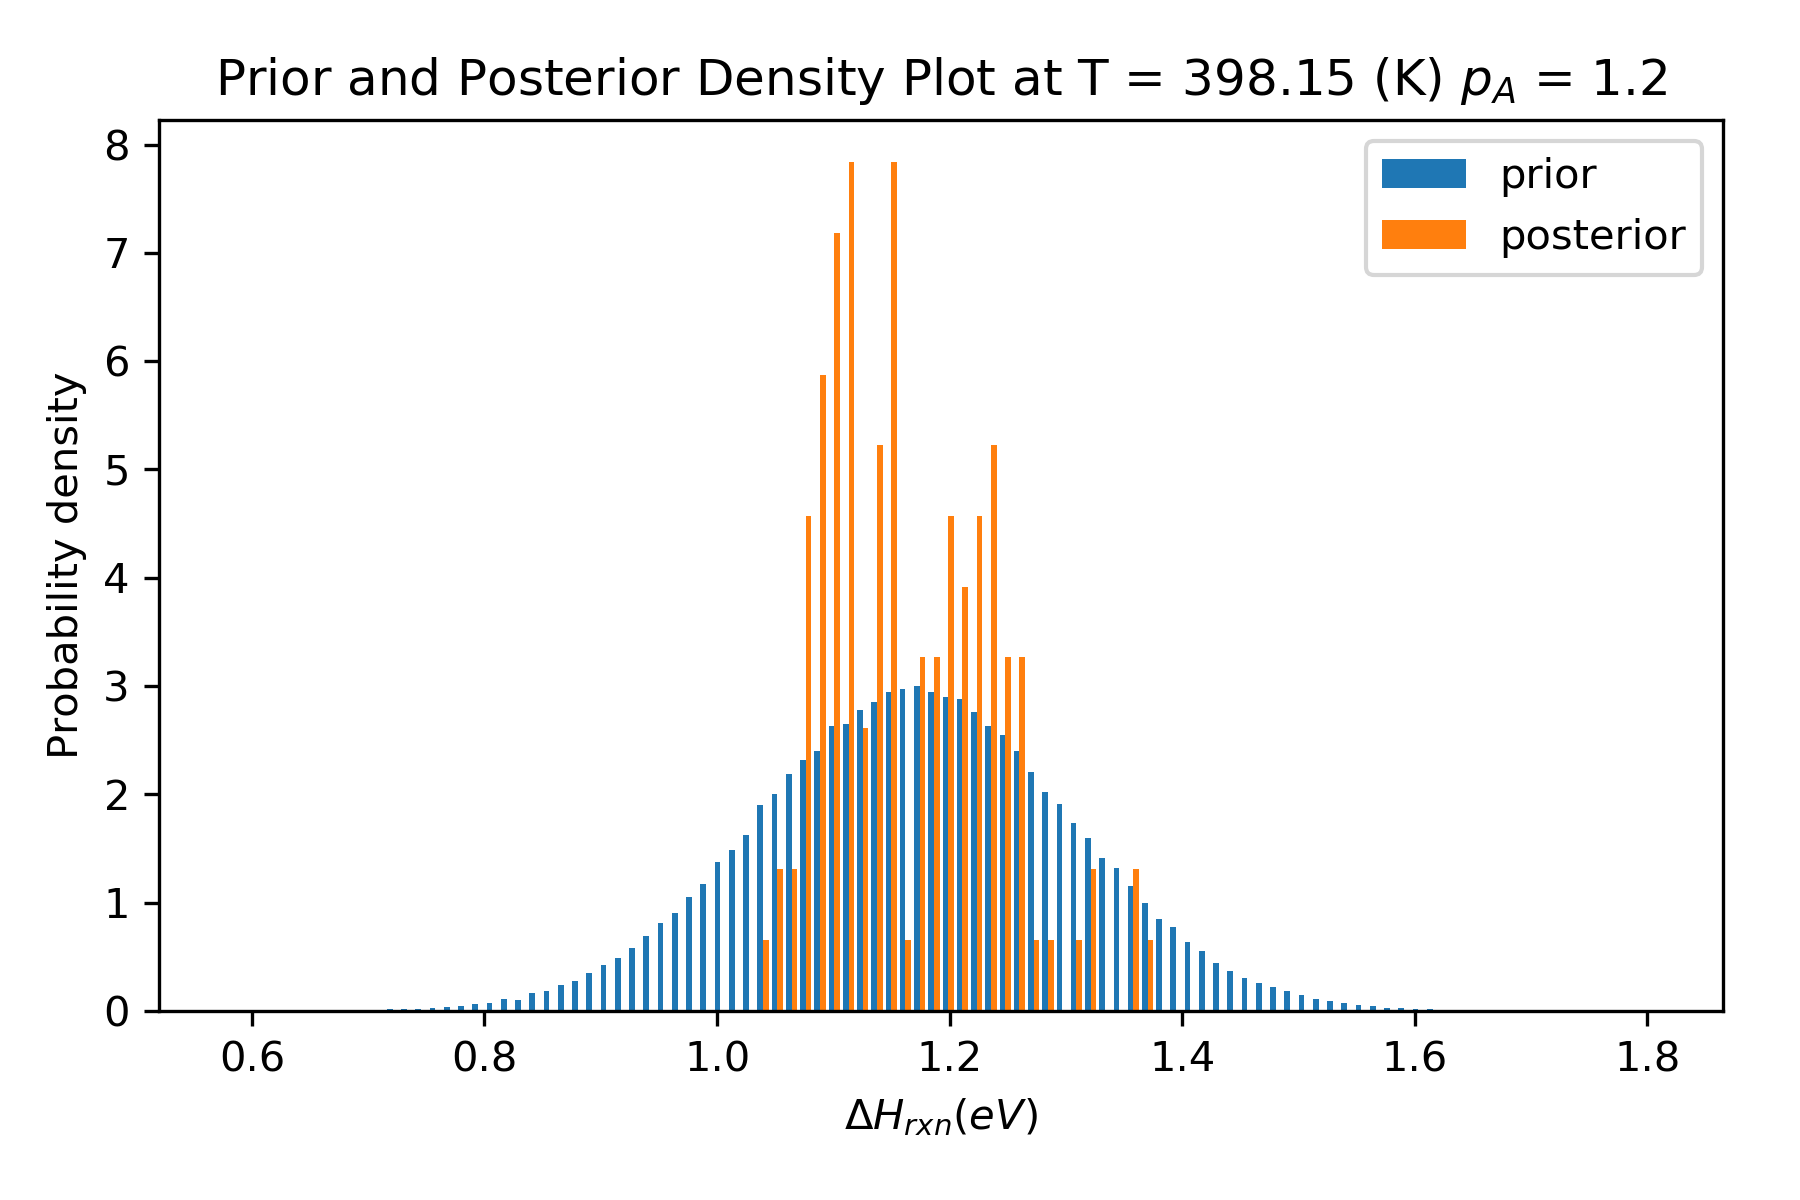 Prior and Posterior Density Plot at T = 398.15 (K) p_A = 1.2
prior
posterior
8
7
6
5
4
3
2
1
0
Probability density
0.6 0.8 1.0 1.2 1.4 1.6 1.8
ΔH_rxn(eV)